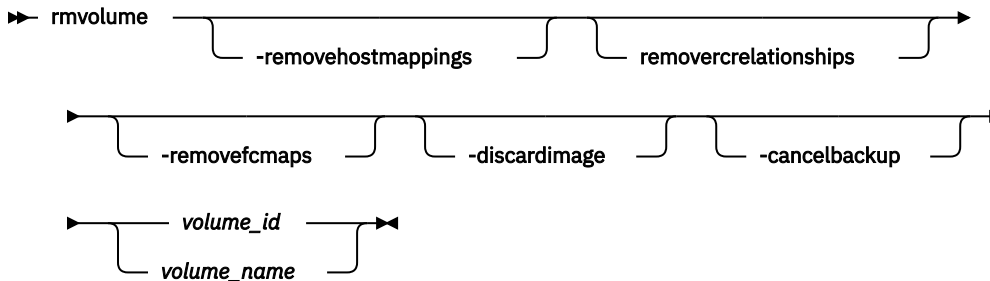 rmvolume
-removehostmappings removercrelationships
-removefcmaps -discardimage -cancelbackup
volume_id
volume_name